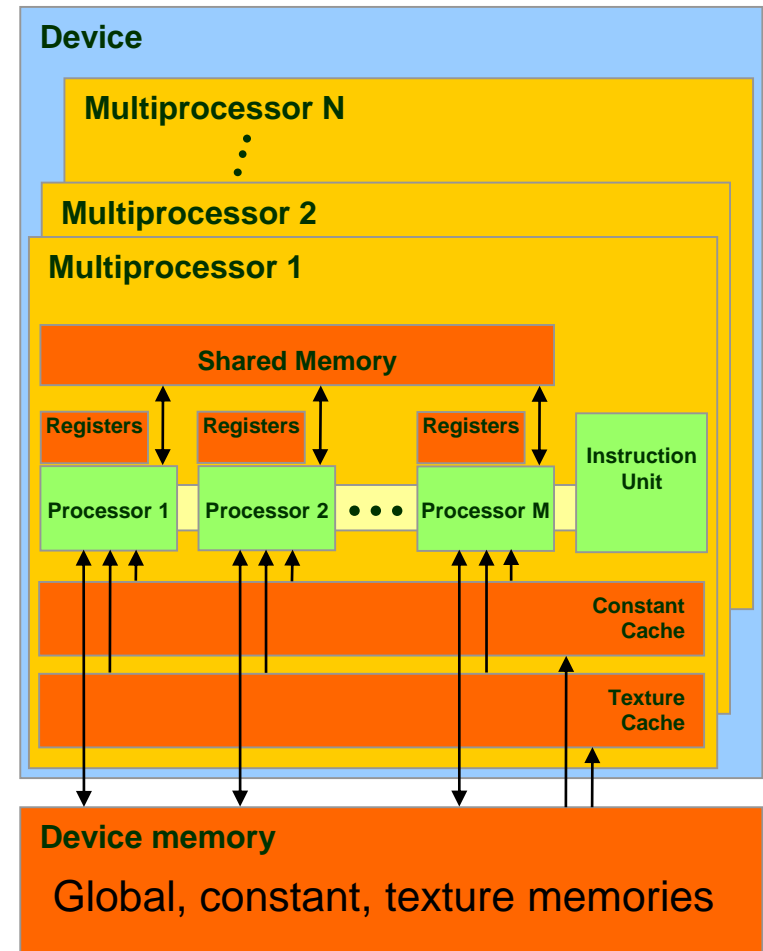 Device
Multiprocessor N
Multiprocessor 2
Multiprocessor 1
Shared Memory
Registers
Registers
Registers
Instruction
Unit
Processor 1
Processor 2
Processor M
Constant
Cache
Texture
Cache
Device memory
Global, constant, texture memories